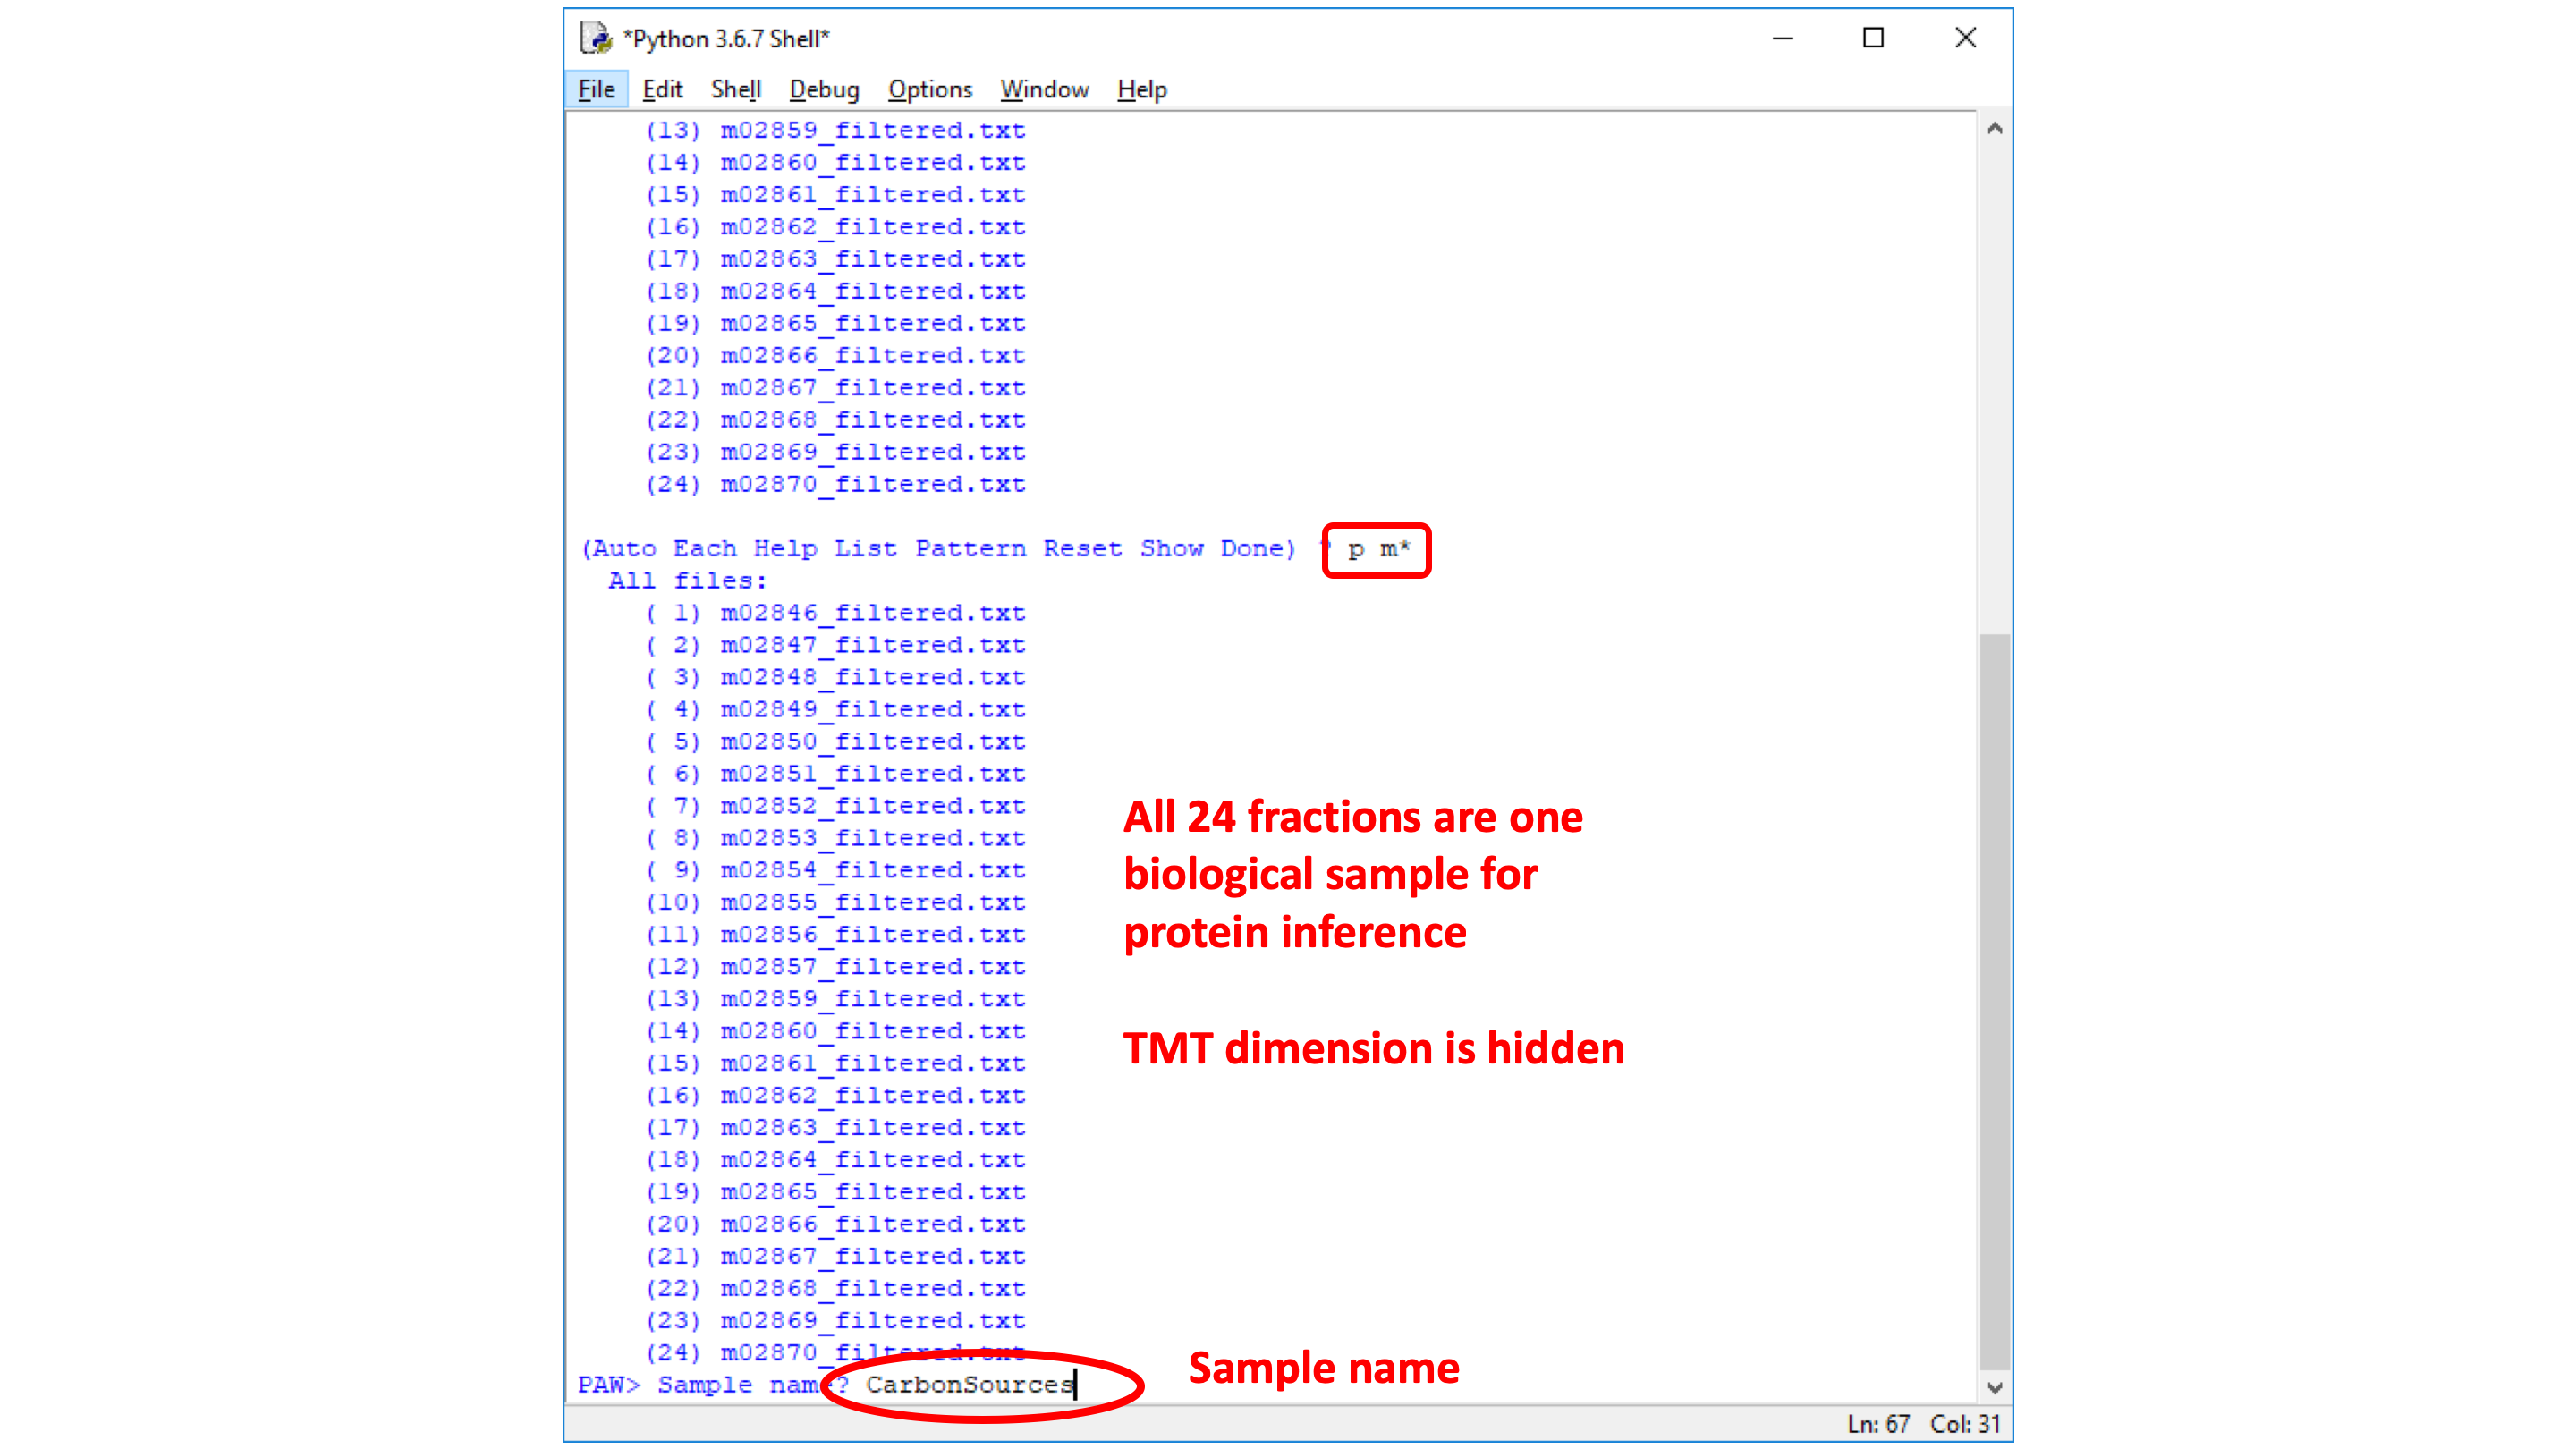 *Python 3.6.7 Shell*
File Edit Shell Debug Options Window Help
(13) m02859_filtered.txt
(14) m02860_filtered.txt
(15) m02861_filtered.txt
(16) m02862_filtered.txt
(17) m02863_filtered.txt
(18) m02864_filtered.txt
(19) m02865_filtered.txt
(20) m02866_filtered.txt
(21) m02867_filtered.txt
(22) m02868_filtered.txt
(23) m02869_filtered.txt
(24) m02870_filtered.txt
(Auto Each Help List Pattern Reset Show Done) p m*
All files:
( 1) m02846_filtered.txt
( 2) m02847_filtered.txt
( 3) m02848_filtered.txt
( 4) m02849_filtered.txt
( 5) m02850_filtered.txt
( 6) m02851_filtered.txt
( 7) m02852_filtered.txt
( 8) m02853_filtered.txt
( 9) m02854_filtered.txt
(10) m02855_filtered.txt
(11) m02856_filtered.txt
(12) m02857_filtered.txt
(13) m02859_filtered.txt
(14) m02860_filtered.txt
(15) m02861_filtered.txt
(16) m02862_filtered.txt
(17) m02863_filtered.txt
(18) m02864_filtered.txt
(19) m02865_filtered.txt
(20) m02866_filtered.txt
(21) m02867_filtered.txt
(22) m02868_filtered.txt
(23) m02869_filtered.txt
(24) m02870_filtered.txt
PAW> Sample name? CarbonSources
All 24 fractions are one
biological sample for
protein inference
TMT dimension is hidden
Sample name
Ln: 67 Col: 31